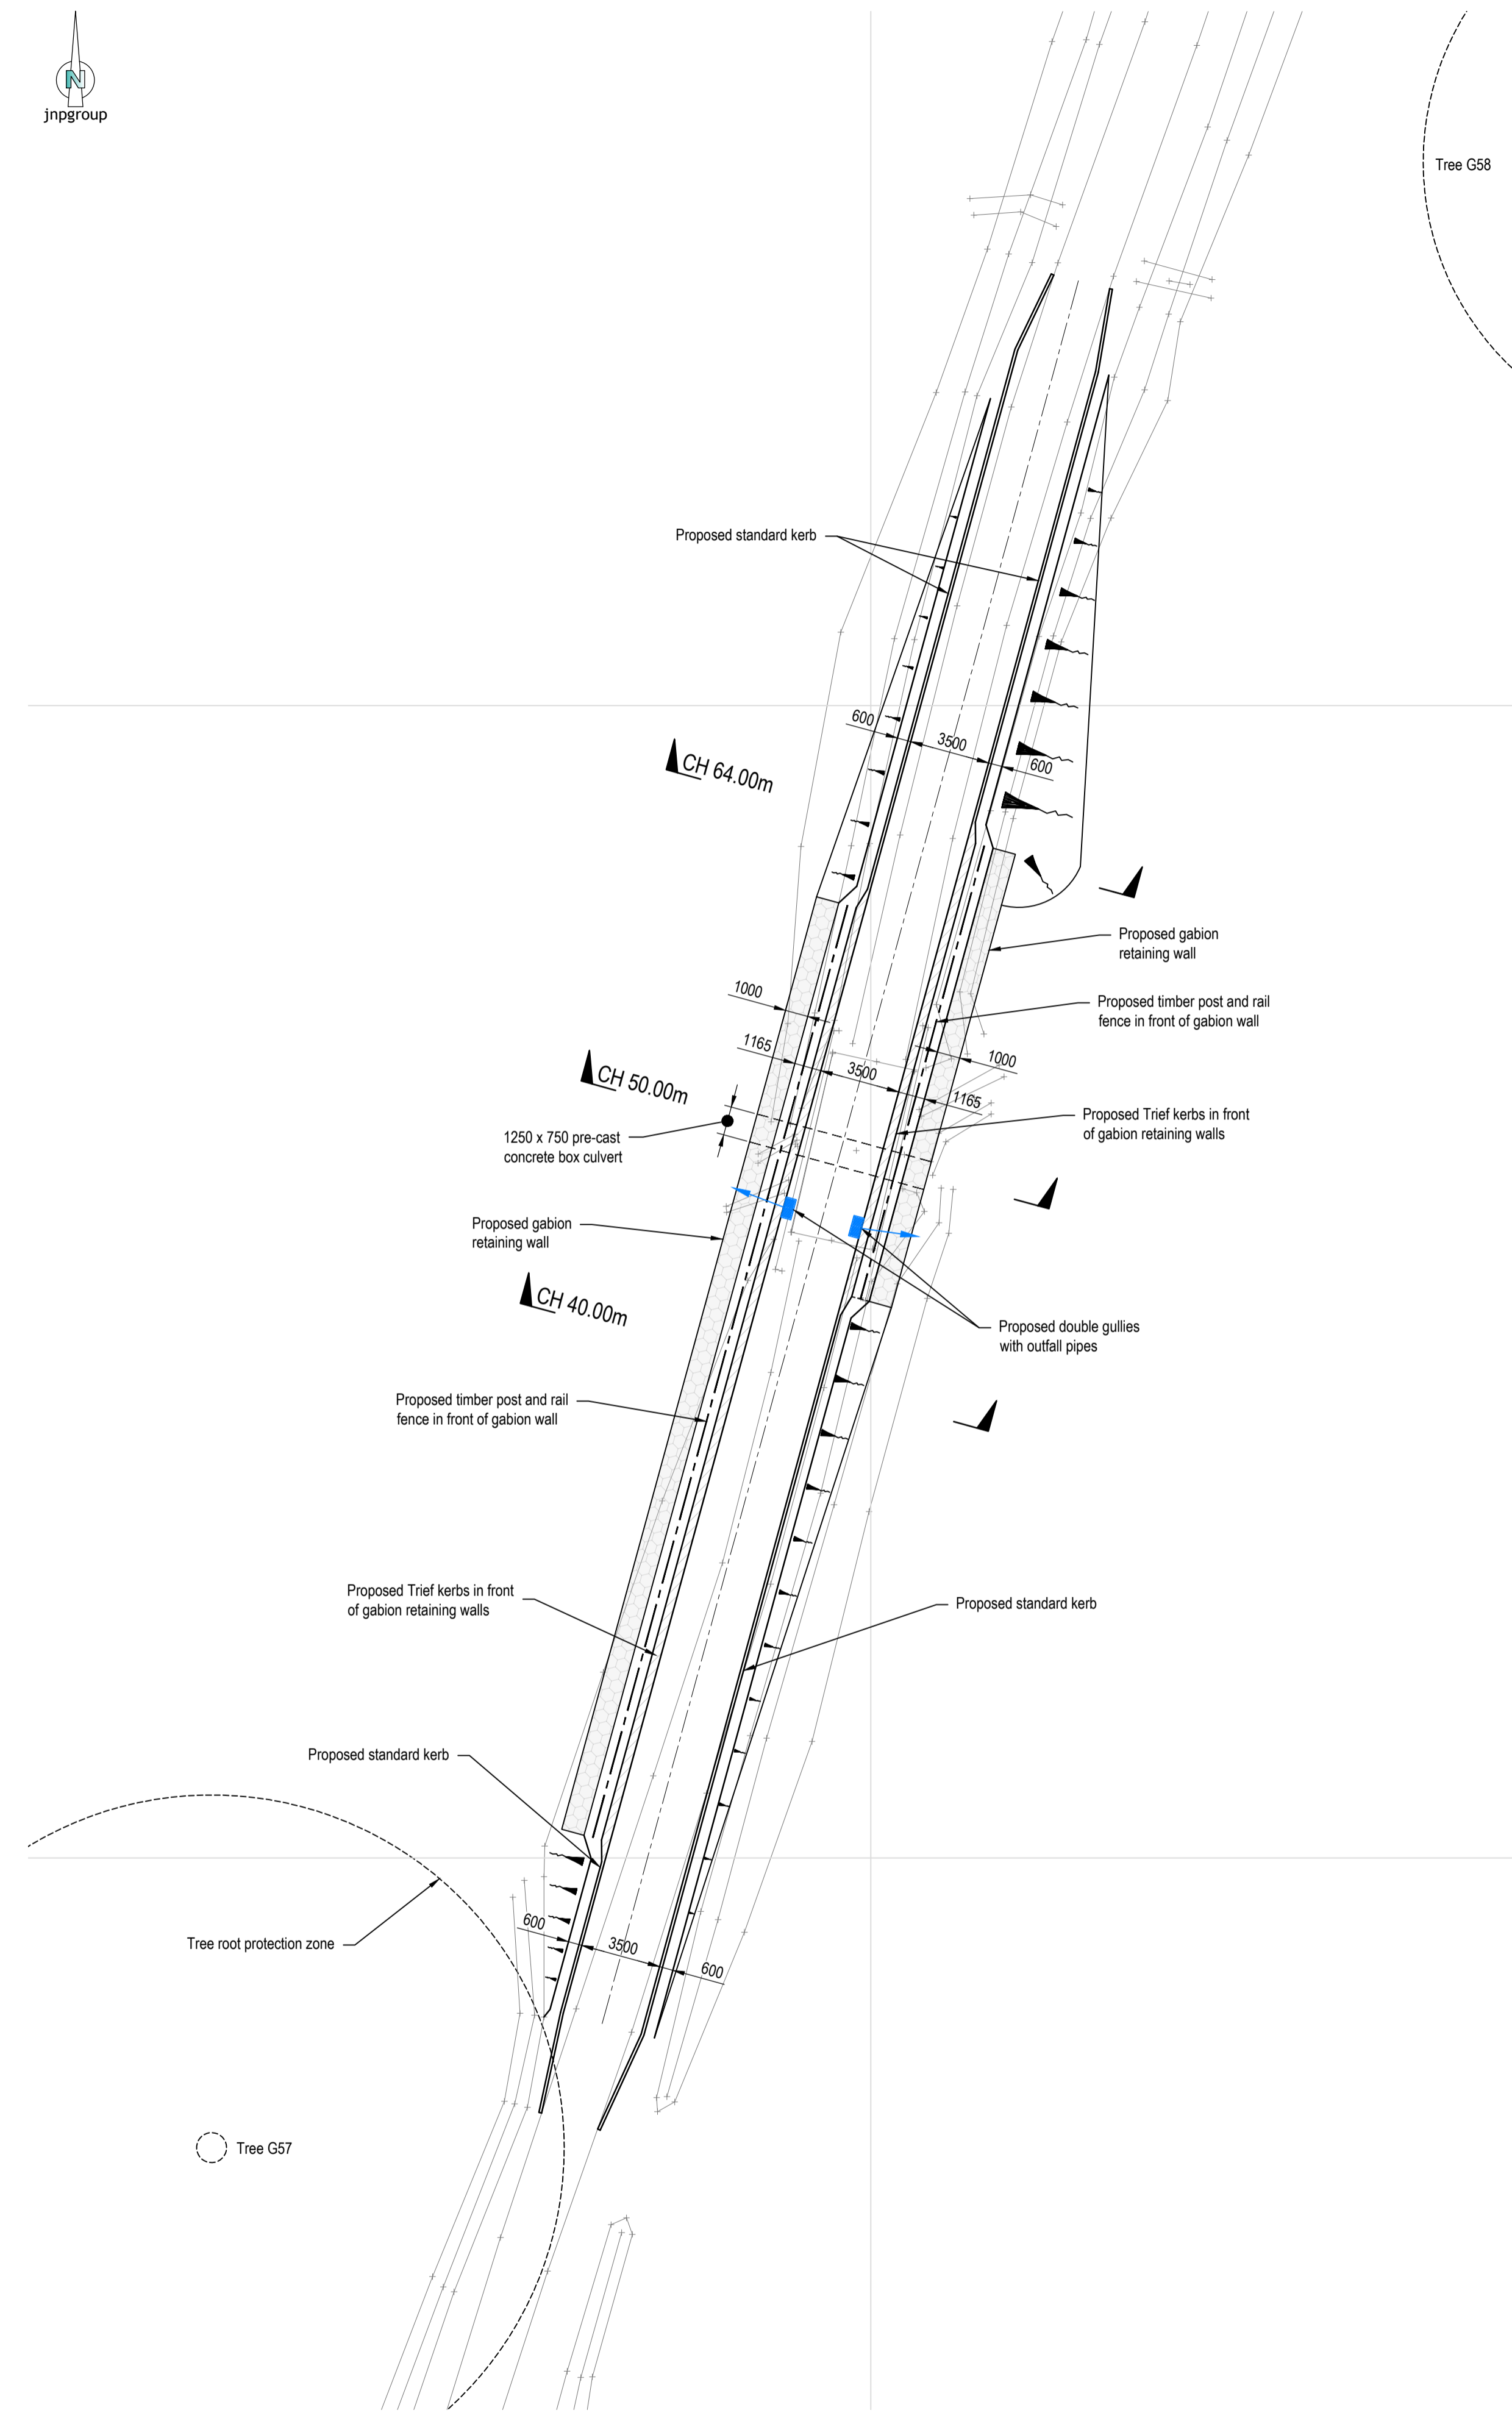 N
jnpgroup
Tree G58
Proposed standard kerb
600
3500
600
CH 64.00m
Proposed gabion
retaining wall
1000
Proposed timber post and rail
fence in front of gabion wall
1165
3500
1000
1165
CH 50.00m
Proposed Trief kerbs in front
of gabion retaining walls
1250 x 750 pre-cast
concrete box culvert
Proposed gabion
retaining wall
CH 40.00m
Proposed double gullies
with outfall pipes
Proposed timber post and rail
fence in front of gabion wall
Proposed Trief kerbs in front
of gabion retaining walls
Proposed standard kerb
Proposed standard kerb
600
3500
600
Tree root protection zone
Tree G57